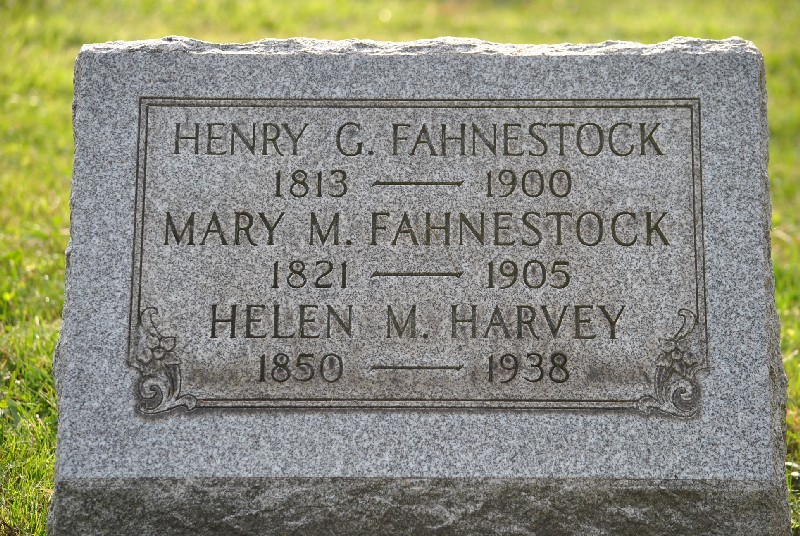 HENRY G. FAHNESTOCK
1813 — 1900
MARY M. FAHNESTOCK
1821 — 1905
HELEN M. HARVEY
1850 — 1938